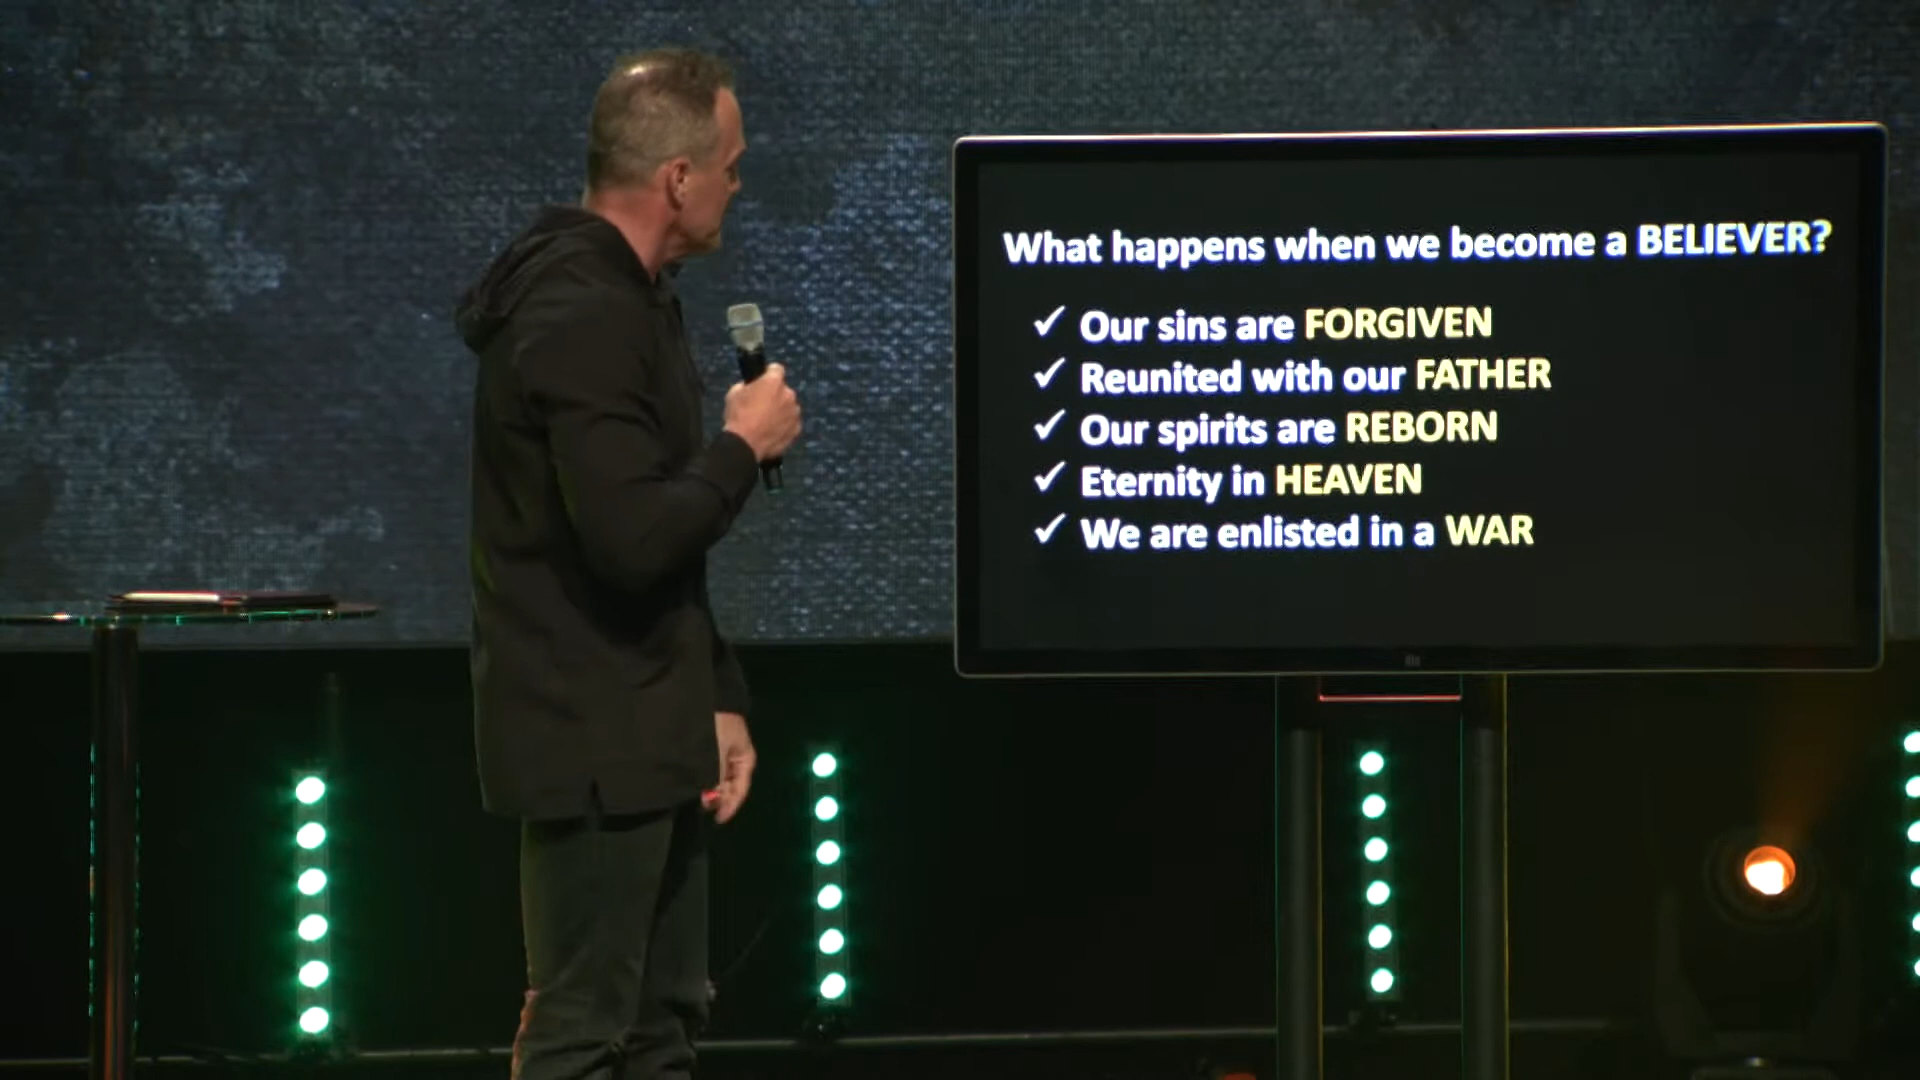 What happens when we become a BELIEVER?
✓ Our sins are FORGIVEN
✓ Reunited with our FATHER
✓ Our spirits are REBORN
✓ Eternity in HEAVEN
✓ We are enlisted in a WAR